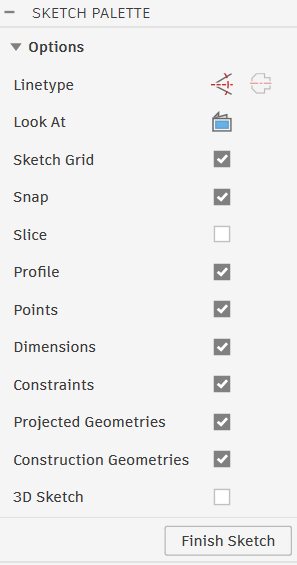 SKETCH PALETTE
Options
Linetype
Look At
Sketch Grid
Snap
Slice
Profile
Points
Dimensions
Constraints
Projected Geometries
Construction Geometries
3D Sketch
Finish Sketch